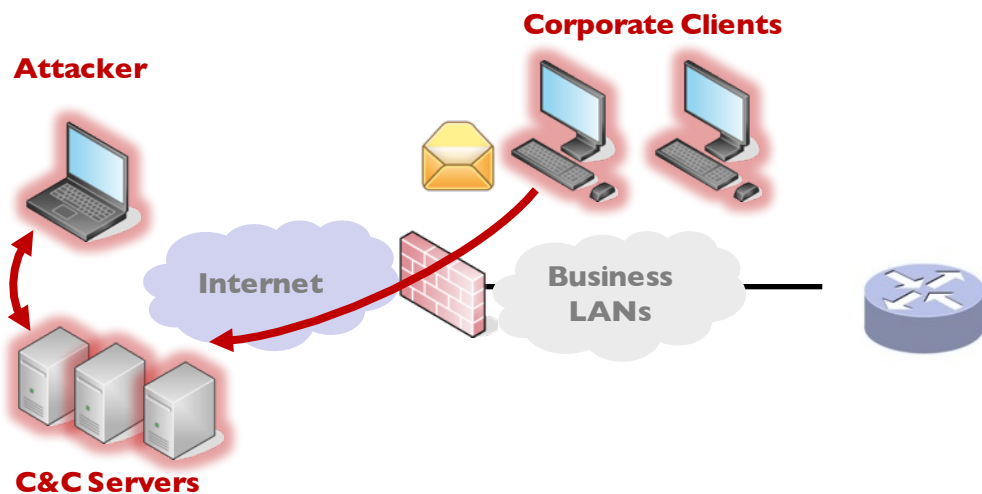 Corporate Clients
Attacker
Internet
Business
LANs
C&C Servers